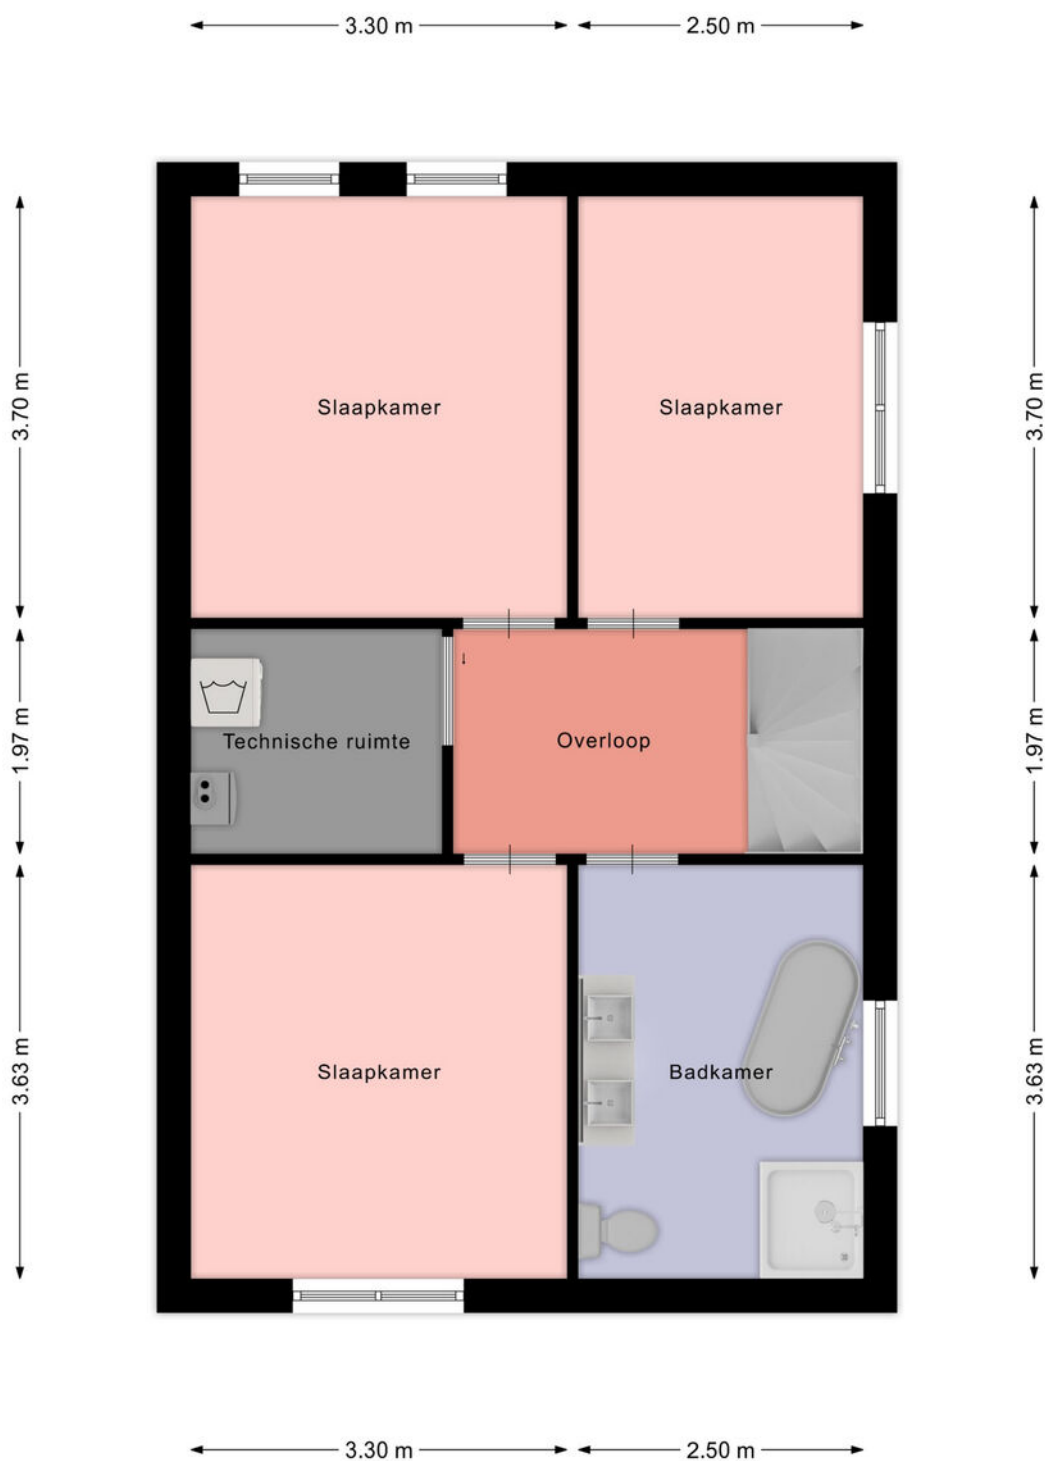 3.30 m
2.50 m
3.70 m
Slaapkamer
Slaapkamer
3.70 m
1.97 m
Technische ruimte
Overloop
1.97 m
3.63 m
Slaapkamer
Badkamer
3.63 m
3.30 m
2.50 m